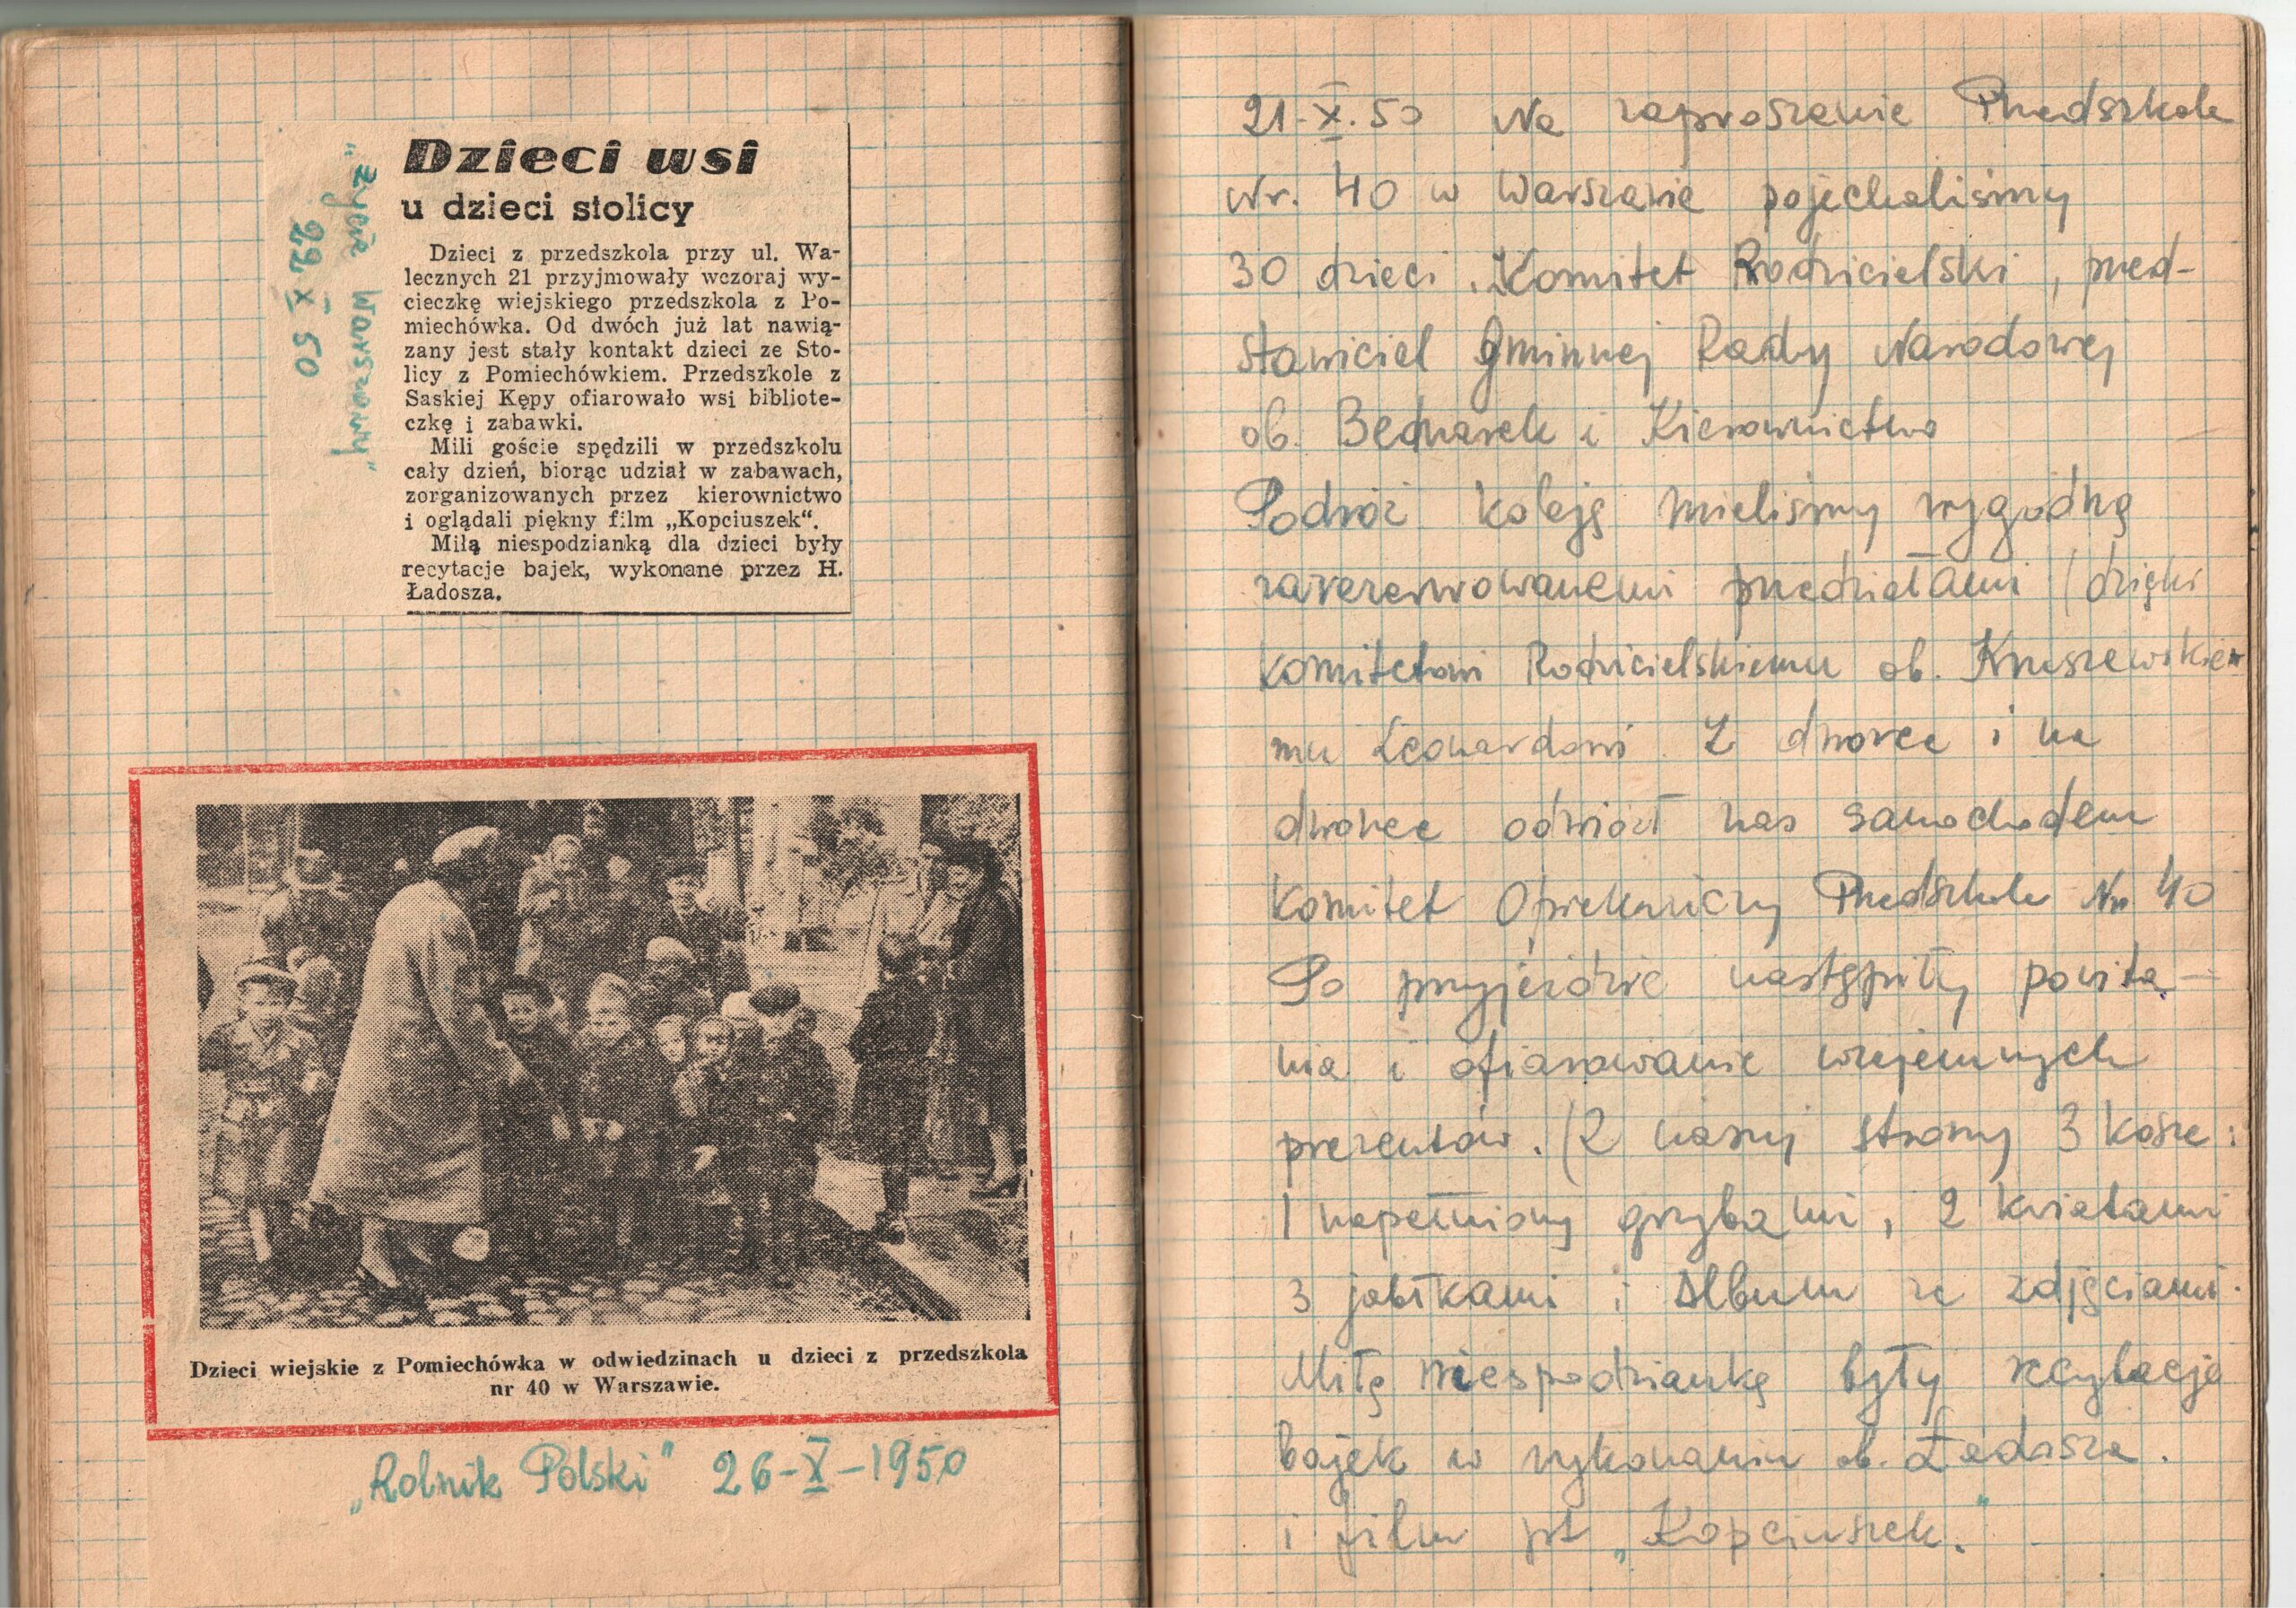 Dzieci wsi
u dzieci stolicy
Dzieci z przedszkola przy ul. Wa-
lecznych 21 przyjmowały wczoraj wy-
cieczkę wiejskiego przedszkola z Po-
miechówka. Od dwóch już lat nawią-
zany jest stały kontakt dzieci ze Sto-
licy z Pomiechówkiem. Przedszkole z
Saskiej Kępy ofiarowało wsi bibliote-
czkę i zabawki.
Mili goście spędzili w przedszkolu
cały dzień, biorąc udział w zabawach,
zorganizowanych przez kierownictwo
i oglądali piękny film „Kopciuszek".
Miłą niespodzianką dla dzieci były
recytacje bajek, wykonane przez H.
Ładosza.
„Życie Warszawy"
22 X 50
Dzieci wiejskie z Pomiechówka w odwiedzinach u dzieci z przedszkola
nr 40 w Warszawie.
„Rolnik Polski" 26-X-1950
21-X.50 Na zaproszenie Przedszkola
Nr. 40 w Warszawie pojechaliśmy
30 dzieci, Komitet Rodzicielski, przed-
stawiciel Gminnej Rady Narodowej
ob. Bednarek i Kierownictwo
Podróż koleją mieliśmy wygodną
zarezerwowanemi przedziałami (dzięki
Komitetowi Rodzicielskiemu ob. Kruszewskie-
mu Leonardowi. Z dworca i na
dworzec odwiózł nas samochodem
Komitet Opiekuńczy Przedszkola Nr 40
Po przyjeździe nastąpiły powita-
nia i ofiarowanie wzajemnych
prezentów. (Z naszej strony 3 kosze:
1 napełniony grzybami, 2 kwiatami
3 jabłkami i Album ze zdjęciami.
Miłą niespodzianką były recytacje
bajek w wykonaniu ob. Ładosza.
i film pt „Kopciuszek."